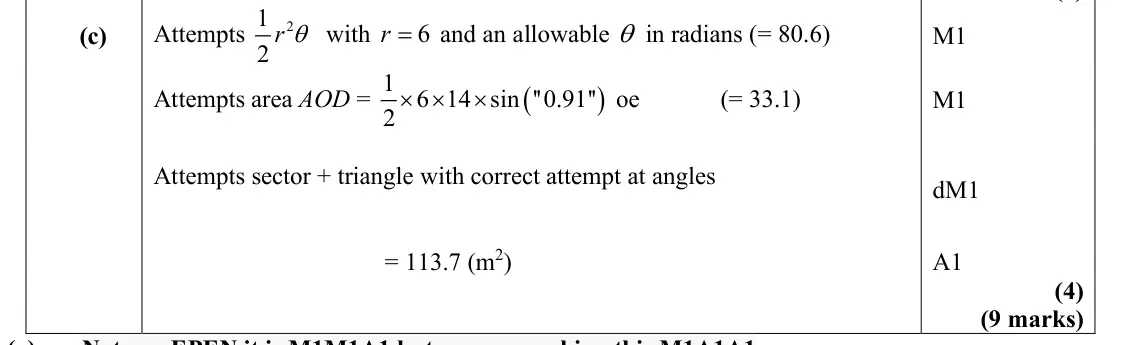 (c) Attempts 1/2 r²θ with r = 6 and an allowable θ in radians (= 80.6) M1
Attempts area AOD = 1/2 × 6 × 14 × sin("0.91") oe (= 33.1) M1
Attempts sector + triangle with correct attempt at angles
dM1
= 113.7 (m²) A1
(4)
(9 marks)